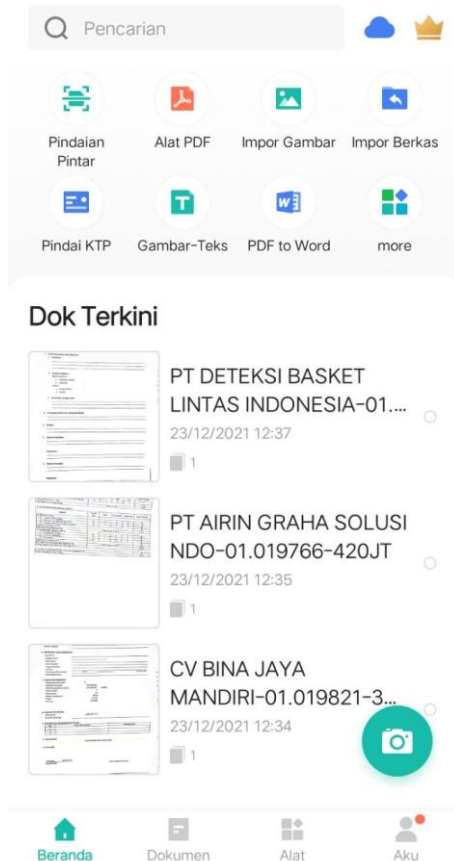 Pencarian
Pindaian
Pintar
Alat PDF
Impor Gambar
Impor Berkas
Pindai KTP
Gambar-Teks
PDF to Word
more
Dok Terkini
PT DETEKSI BASKET
LINTAS INDONESIA-01....
23/12/2021 12:37
1
PT AIRIN GRAHA SOLUSI
NDO-01.019766-420JT
23/12/2021 12:35
1
CV BINA JAYA
MANDIRI-01.019821-3...
23/12/2021 12:34
1
Beranda
Dokumen
Alat
Aku